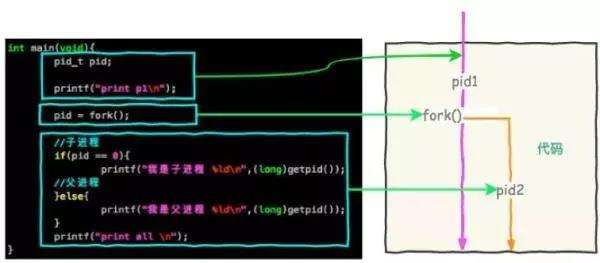 int main(void){
pid_t pid;
printf("print p1\n");
pid = fork();
//子进程
if(pid == 0){
printf("我是子进程 %ld\n",(long)getpid());
//父进程
}else{
printf("我是父进程 %ld\n",(long)getpid());
}
printf("print all \n");
}
pid1
fork()
代码
pid2